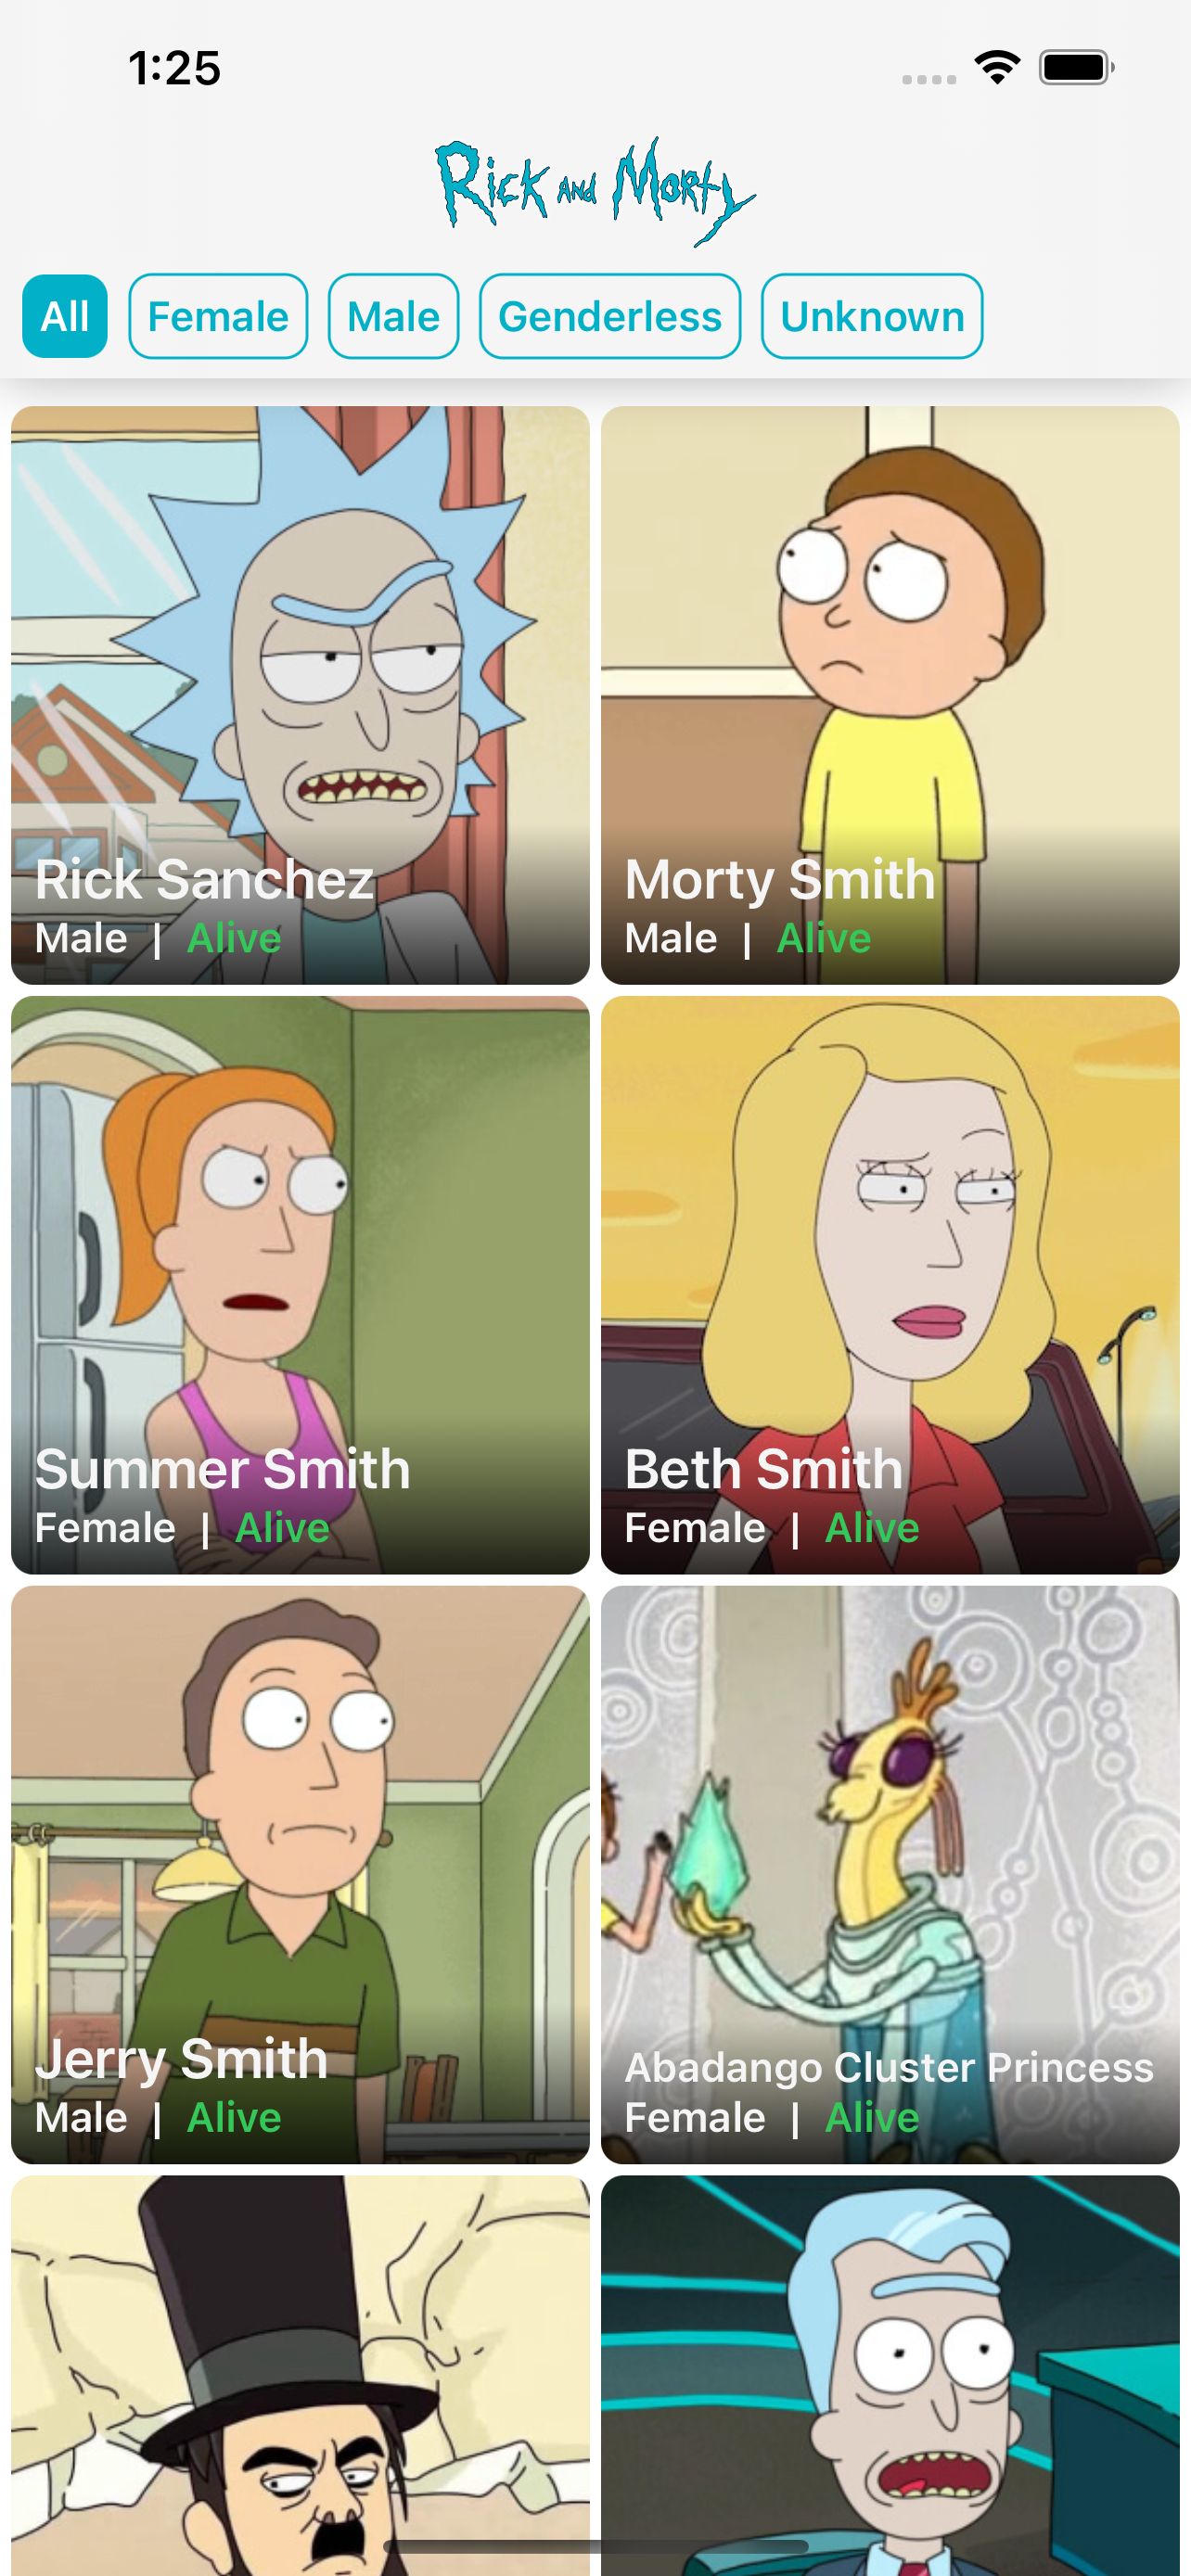 1:25
Rick and Morty
All Female Male Genderless Unknown
Rick Sanchez
Male | Alive
Morty Smith
Male | Alive
Summer Smith
Female | Alive
Beth Smith
Female | Alive
Jerry Smith
Male | Alive
Abadango Cluster Princess
Female | Alive